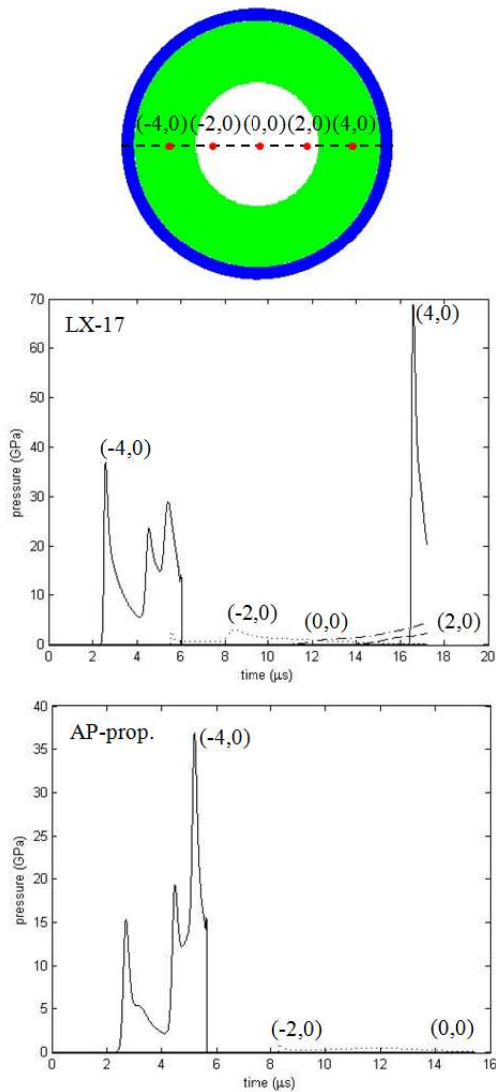 (-4,0) (-2,0) (0,0) (2,0) (4,0)
70
60
50
40
30
20
10
0
pressure (GPa)
LX-17
(-4,0)
(4,0)
(-2,0)
(0,0)
(2,0)
0 2 4 6 8 10 12 14 16 18 20
time (μs)
40
35
30
25
20
15
10
5
0
pressure (GPa)
AP-prop.
(-4,0)
(-2,0)
(0,0)
0 2 4 6 8 10 12 14 15 16
time (μs)